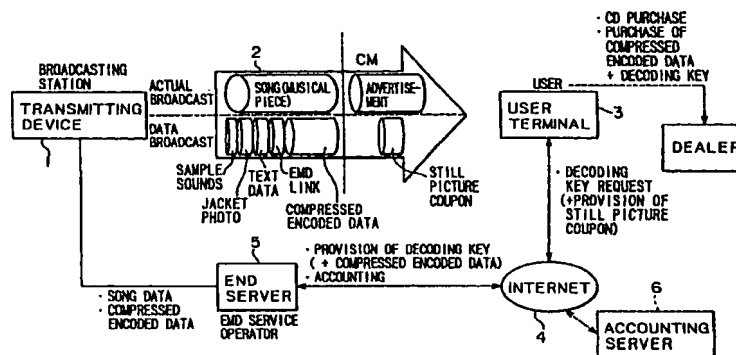 BROADCASTING
STATION
TRANSMITTING
DEVICE
1
ACTUAL
BROADCAST
DATA
BROADCAST
2
CM
SONG(MUSICAL
PIECE)
ADVERTISE-
MENT
SAMPLE
SOUNDS
JACKET
PHOTO
TEXT
DATA
EMD
LINK
COMPRESSED
ENCODED DATA
STILL
PICTURE
COUPON
· CD PURCHASE
· PURCHASE OF
COMPRESSED
ENCODED DATA
+ DECODING KEY
USER
USER
TERMINAL
3
DEALER
· DECODING
KEY REQUEST
(+PROVISION OF
STILL PICTURE
COUPON)
· SONG DATA
· COMPRESSED
ENCODED DATA
5
END
SERVER
EMD SERVICE
OPERATOR
· PROVISION OF DECODING KEY
( + COMPRESSED ENCODED DATA)
· ACCOUNTING
INTERNET
4
6
ACCOUNTING
SERVER